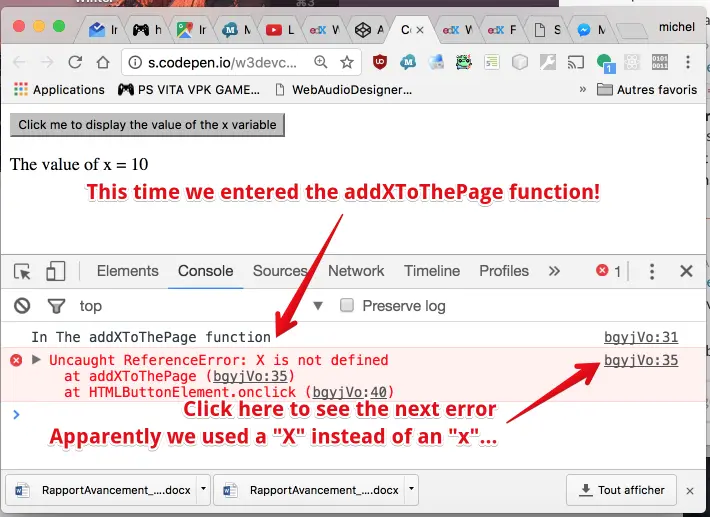 ⌘3
In
h
In
M
L
W
A
Co
W
F
S
M
michel
s.codepen.io/w3devc...
Applications
PS VITA VPK GAME...
WebAudioDesigner...
»
Autres favoris
Click me to display the value of the x variable
The value of x = 10
This time we entered the addXToThePage function!
Elements Console Sources Network Timeline Profiles » 1
top Preserve log
In The addXToThePage function bgyjVo:31
Uncaught ReferenceError: X is not defined bgyjVo:35
at addXToThePage (bgyjVo:35)
at HTMLButtonElement.onclick (bgyjVo:40)
Click here to see the next error
Apparently we used a "X" instead of an "x"...
RapportAvancement_....docx RapportAvancement_....docx Tout afficher